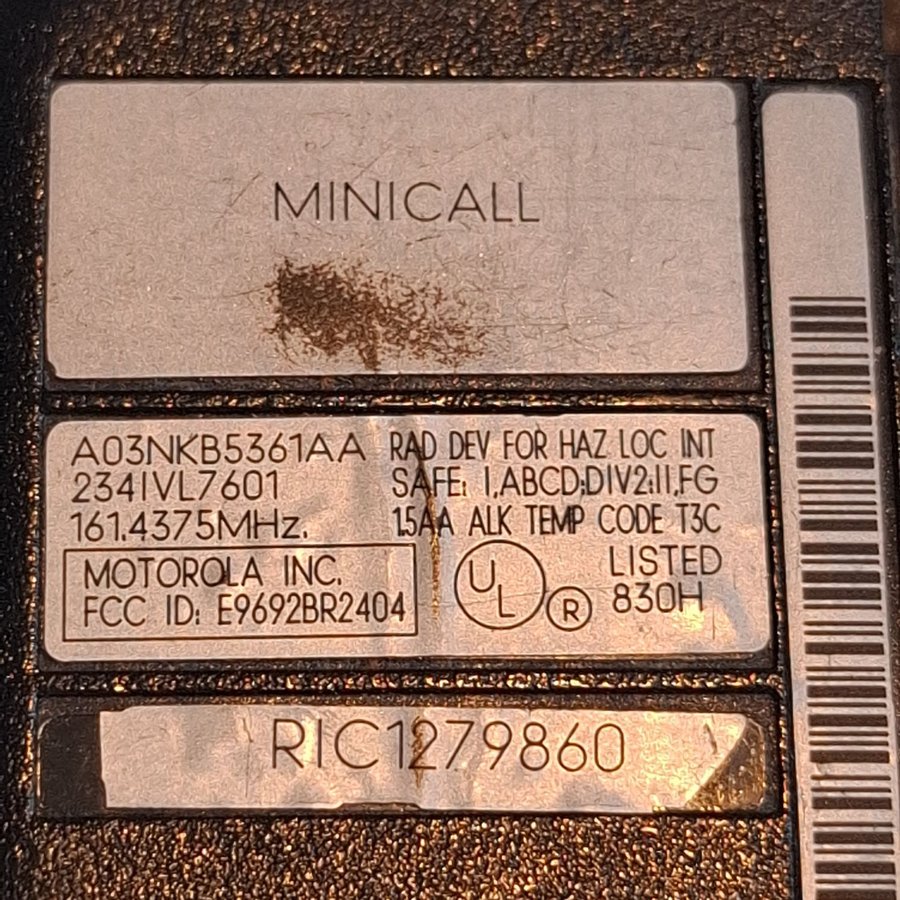 MINICALL
A03NKB5361AA
234IVL7601
161.4375MHz.
MOTOROLA INC.
FCC ID: E9692BR2404
RAD DEV FOR HAZ LOC INT
SAFE: I,ABCD;DIV2:II,FG
1.5AA ALK TEMP CODE T3C
UL
®
LISTED
830H
RIC1279860